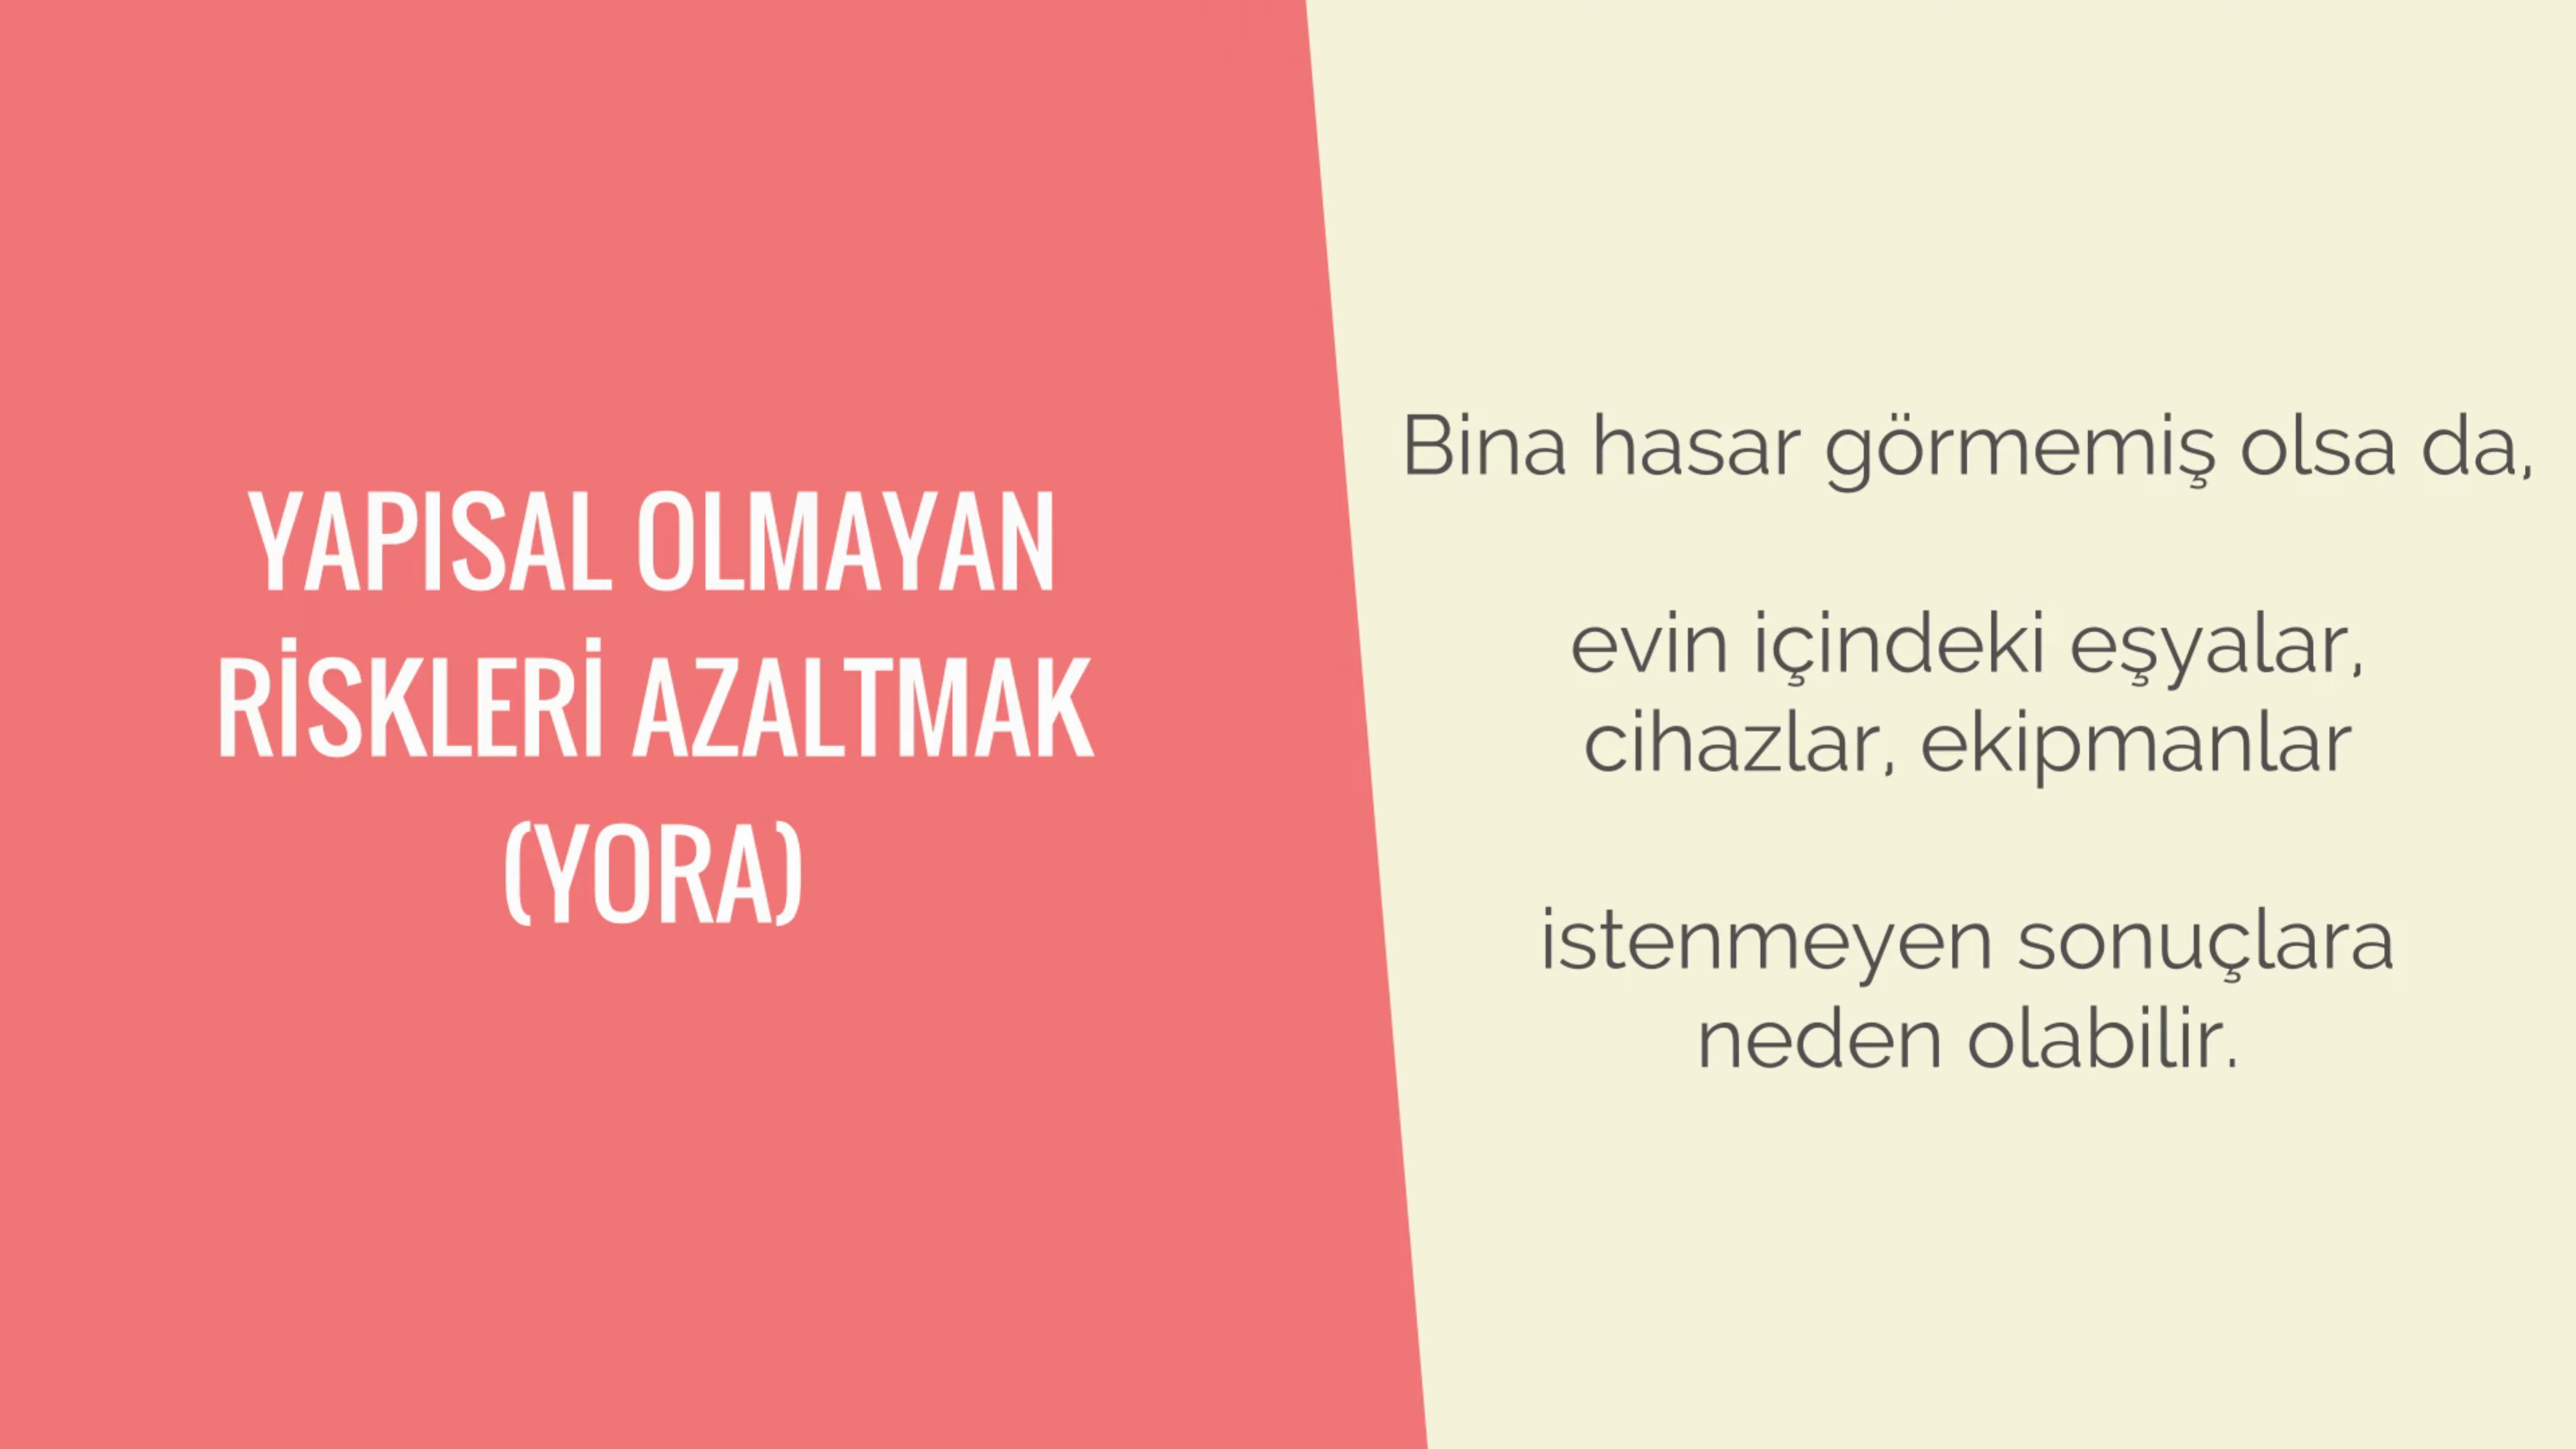 YAPISAL OLMAYAN
RİSKLERİ AZALTMAK
(YORA)
Bina hasar görmemiş olsa da,
evin içindeki eşyalar,
cihazlar, ekipmanlar
istenmeyen sonuçlara
neden olabilir.